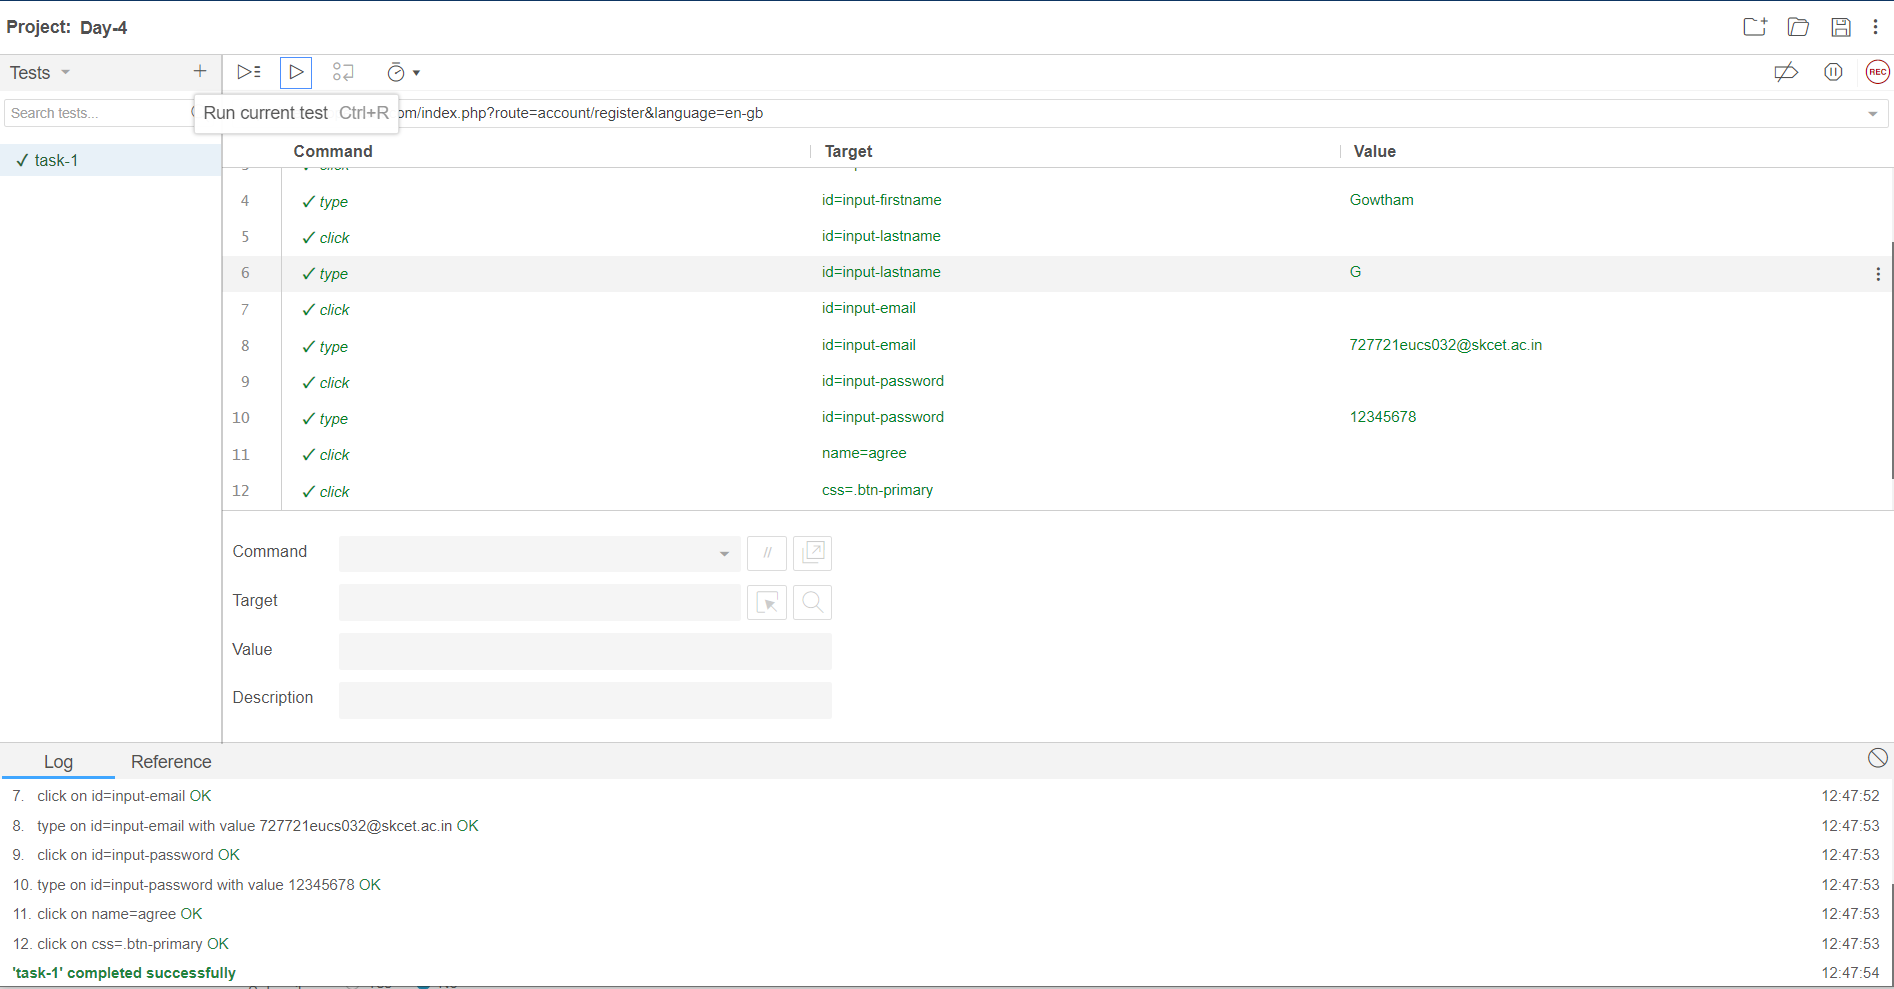 Project: Day-4
Tests
REC
Search tests...
Run current test Ctrl+R
om/index.php?route=account/register&language=en-gb
Command Target Value
✓ task-1
4 ✓ type id=input-firstname Gowtham
5 ✓ click id=input-lastname
6 ✓ type id=input-lastname G
7 ✓ click id=input-email
8 ✓ type id=input-email 727721eucs032@skcet.ac.in
9 ✓ click id=input-password
10 ✓ type id=input-password 12345678
11 ✓ click name=agree
12 ✓ click css=.btn-primary
Command //
Target
Value
Description
Log Reference
7. click on id=input-email OK 12:47:52
8. type on id=input-email with value 727721eucs032@skcet.ac.in OK 12:47:53
9. click on id=input-password OK 12:47:53
10. type on id=input-password with value 12345678 OK 12:47:53
11. click on name=agree OK 12:47:53
12. click on css=.btn-primary OK 12:47:53
'task-1' completed successfully 12:47:54